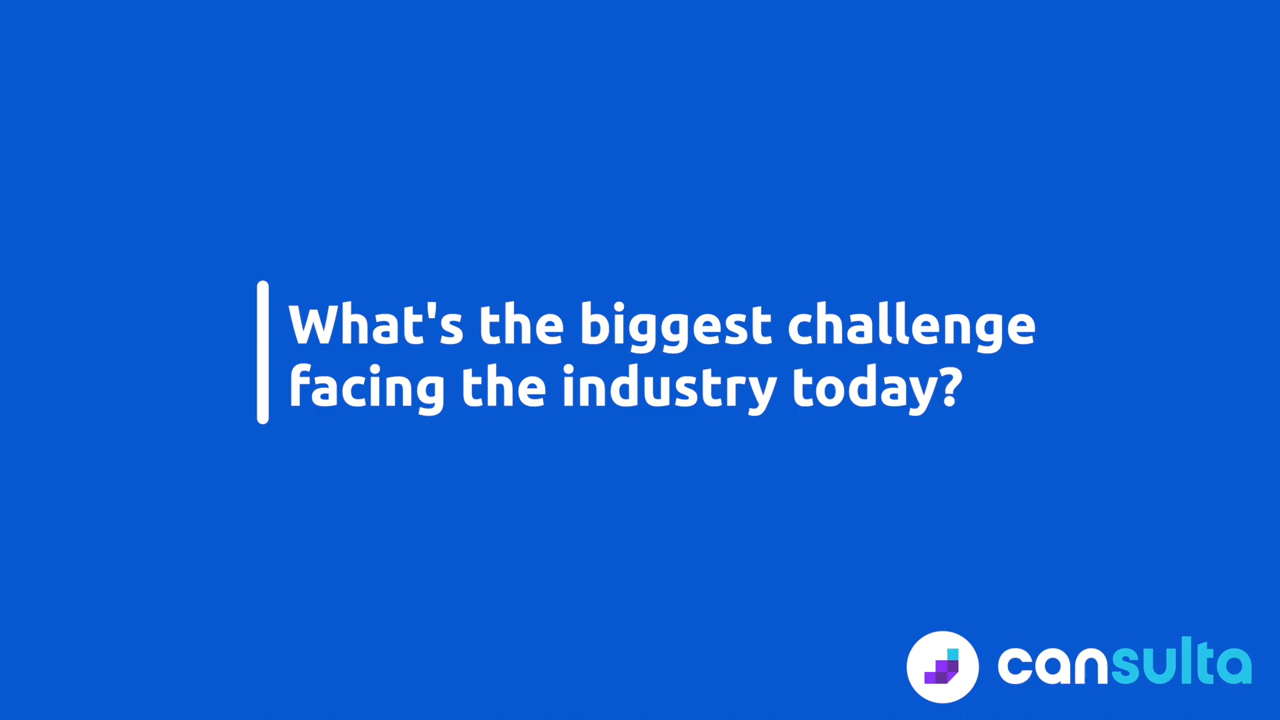 What's the biggest challenge
facing the industry today?
cansulta